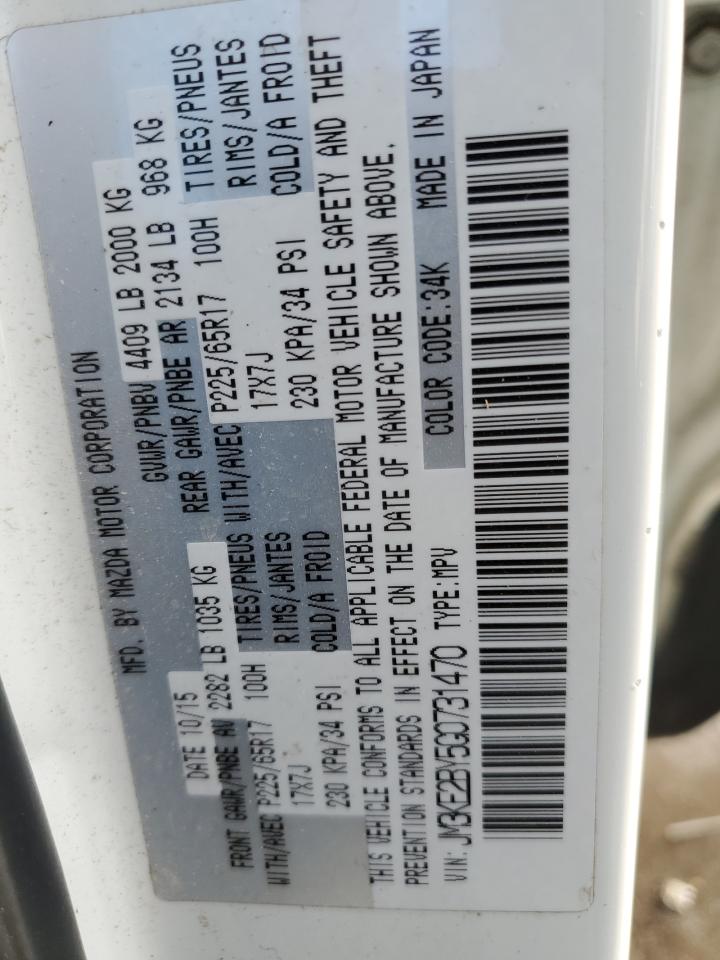 MFD. BY MAZDA MOTOR CORPORATION
DATE 10/15 GVWR/PNBV 4409 LB 2000 KG
FRONT GAWR/PNBE AV 2282 LB 1035 KG REAR GAWR/PNBE AR 2134 LB 968 KG
WITH/AVEC P225/65R17 100H TIRES/PNEUS WITH/AVEC P225/65R17 100H TIRES/PNEUS
17X7J RIMS/JANTES 17X7J RIMS/JANTES
230 KPA/34 PSI COLD/A FROID 230 KPA/34 PSI COLD/A FROID
THIS VEHICLE CONFORMS TO ALL APPLICABLE FEDERAL MOTOR VEHICLE SAFETY AND THEFT
PREVENTION STANDARDS IN EFFECT ON THE DATE OF MANUFACTURE SHOWN ABOVE.
VIN: JM3KE2BY5G0731470 TYPE:MPV COLOR CODE:34K MADE IN JAPAN